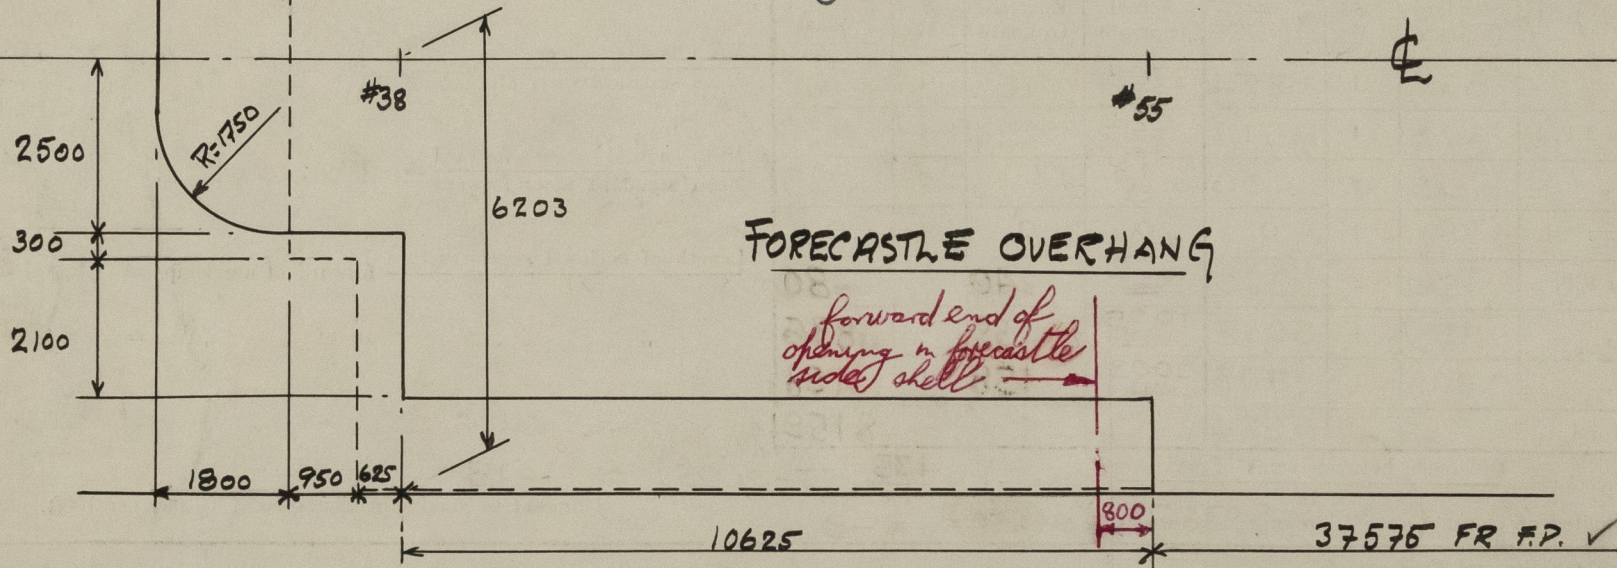 ℄
#38
#55
2500
R=1750
6203
300
FORECASTLE OVERHANG
forward end of
opening in forecastle
side shell
2100
1800
950
625
800
10625
37575 FR F.P. ✓